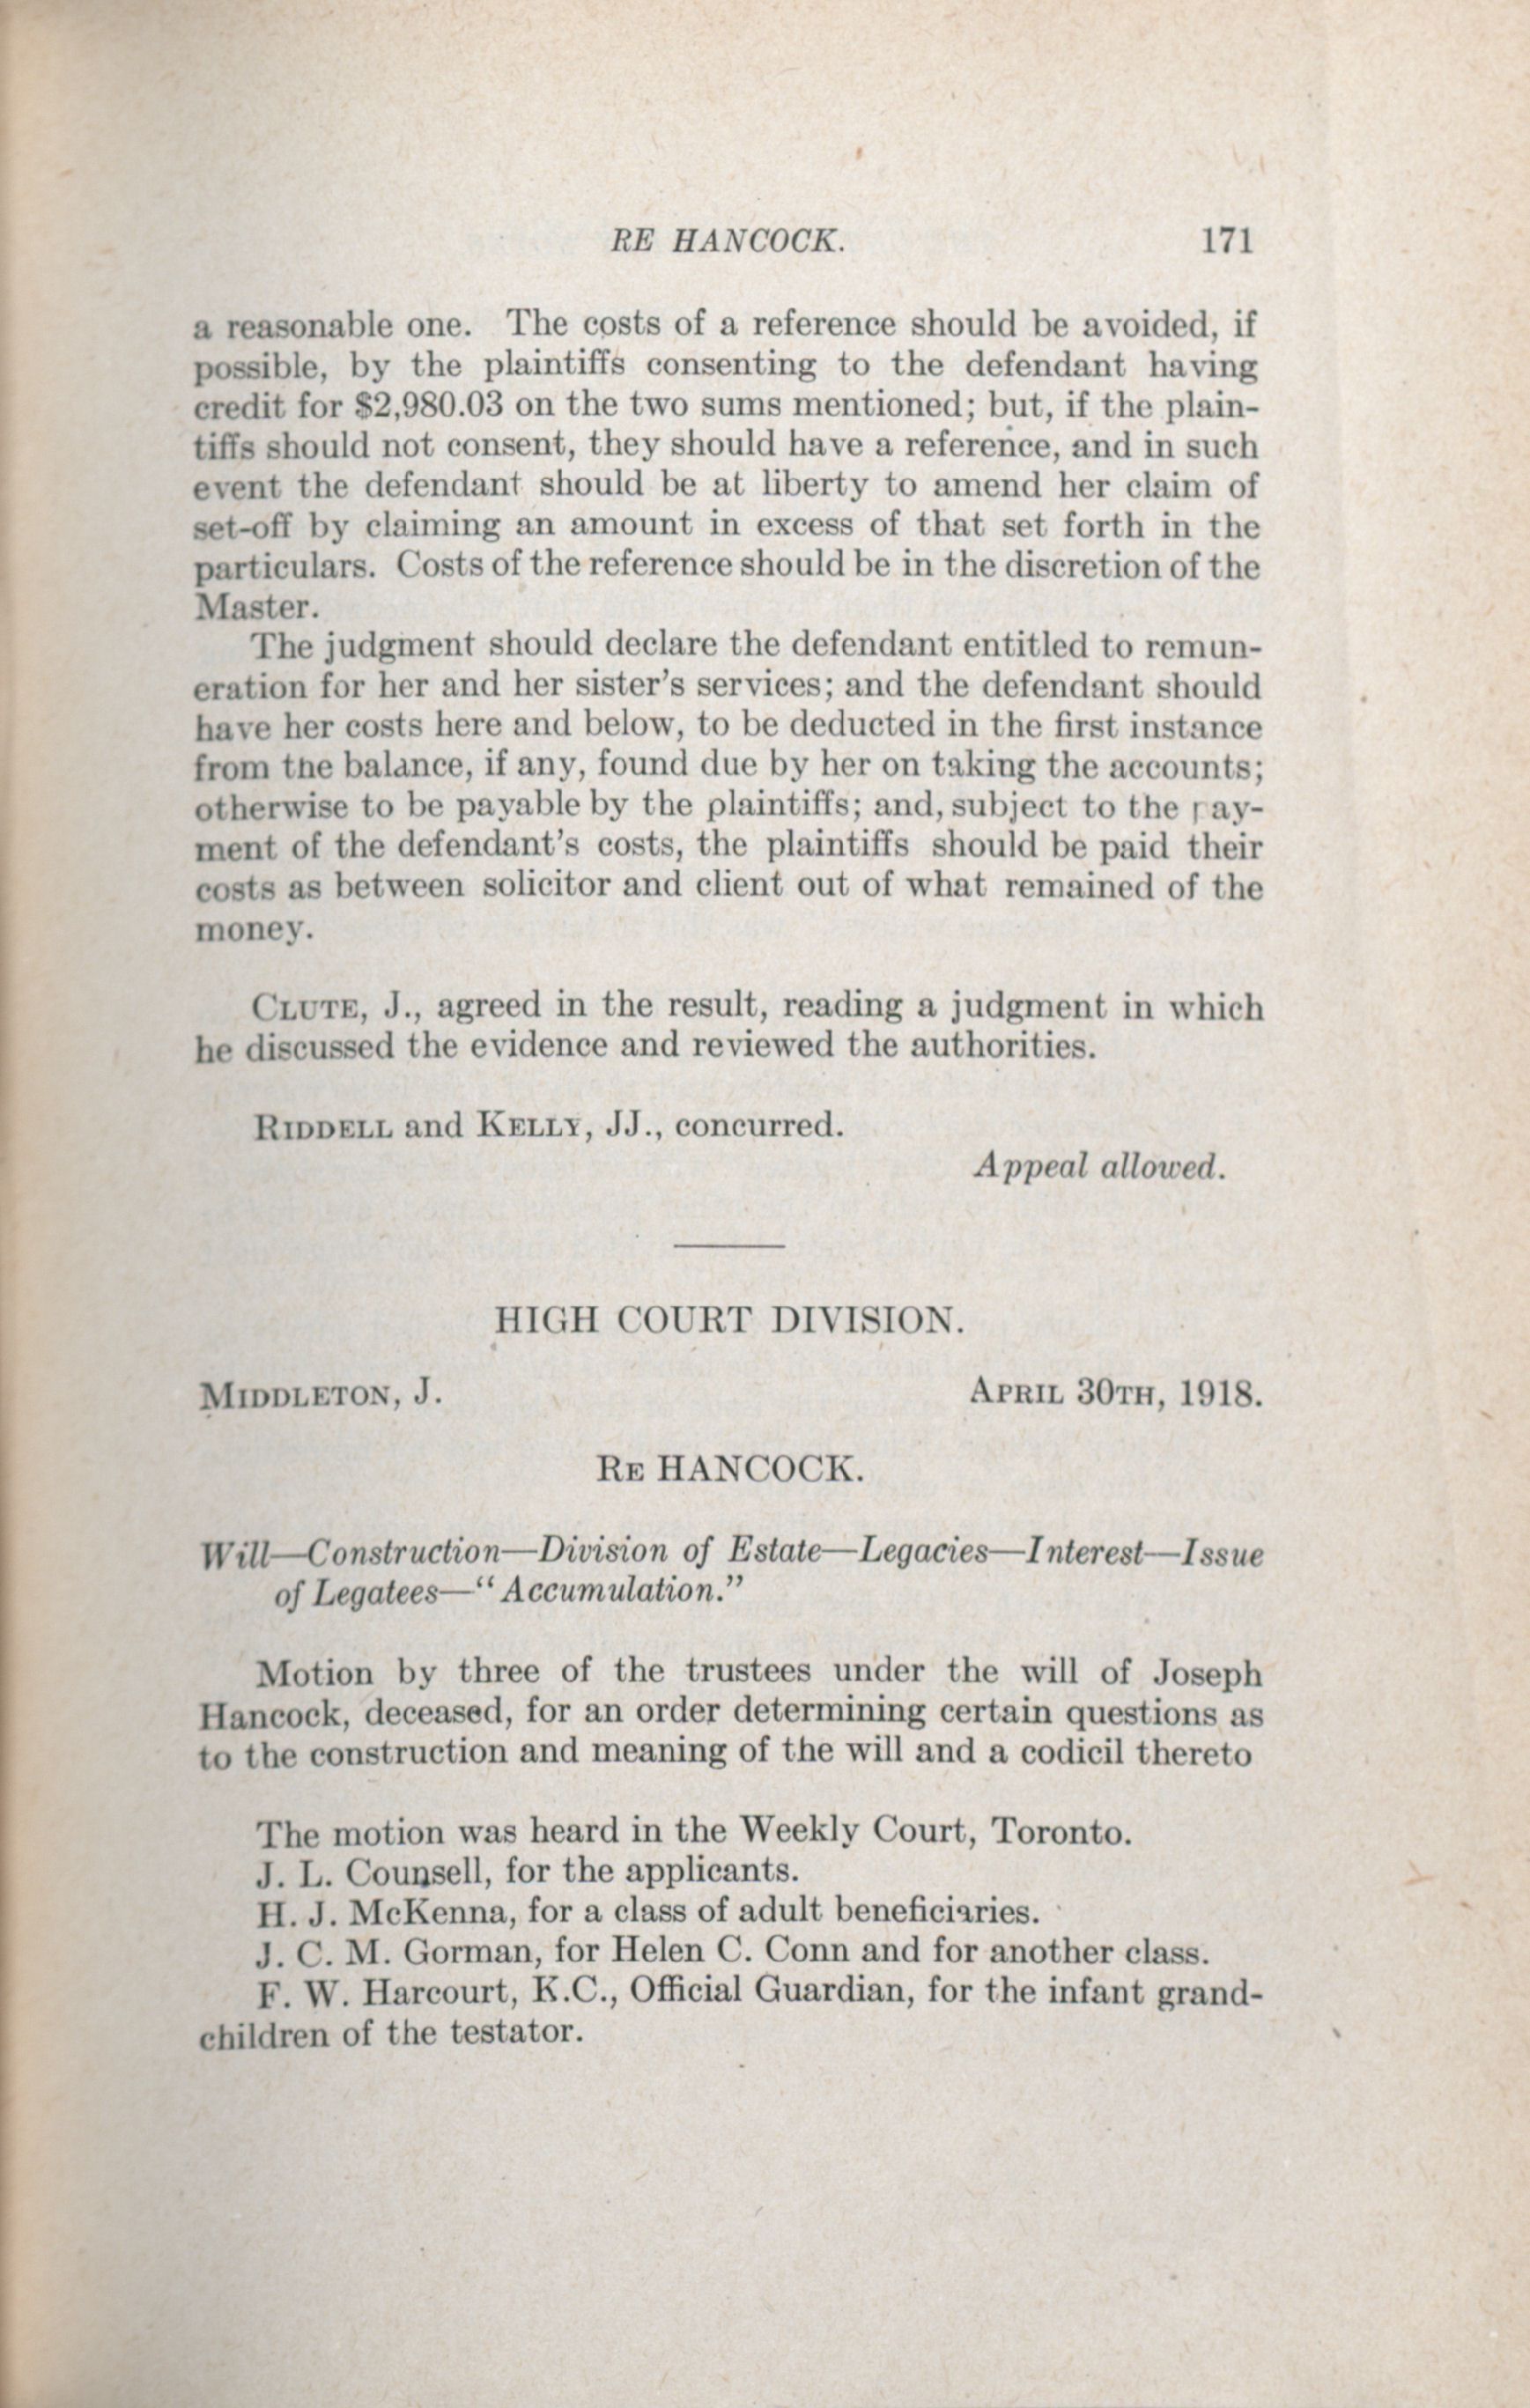 RE HANCOCK. 171
a reasonable one. The costs of a reference should be avoided, if
possible, by the plaintiffs consenting to the defendant having
credit for $2,980.03 on the two sums mentioned; but, if the plain-
tiffs should not consent, they should have a reference, and in such
event the defendant should be at liberty to amend her claim of
set-off by claiming an amount in excess of that set forth in the
particulars. Costs of the reference should be in the discretion of the
Master.
The judgment should declare the defendant entitled to remun-
eration for her and her sister's services; and the defendant should
have her costs here and below, to be deducted in the first instance
from the balance, if any, found due by her on taking the accounts;
otherwise to be payable by the plaintiffs; and, subject to the pay-
ment of the defendant's costs, the plaintiffs should be paid their
costs as between solicitor and client out of what remained of the
money.
CLUTE, J., agreed in the result, reading a judgment in which
he discussed the evidence and reviewed the authorities.
RIDDELL and KELLY, JJ., concurred.
Appeal allowed.
HIGH COURT DIVISION.
MIDDLETON, J. APRIL 30TH, 1918.
RE HANCOCK.
Will—Construction—Division of Estate—Legacies—Interest—Issue
of Legatees—"Accumulation."
Motion by three of the trustees under the will of Joseph
Hancock, deceased, for an order determining certain questions as
to the construction and meaning of the will and a codicil thereto
The motion was heard in the Weekly Court, Toronto.
J. L. Counsell, for the applicants.
H. J. McKenna, for a class of adult beneficiaries.
J. C. M. Gorman, for Helen C. Conn and for another class.
F. W. Harcourt, K.C., Official Guardian, for the infant grand-
children of the testator.